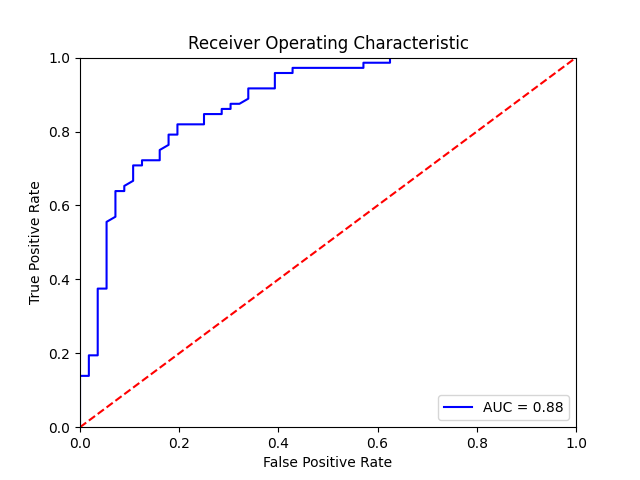 Receiver Operating Characteristic
1.0
0.8
0.6
0.4
0.2
0.0
True Positive Rate
AUC = 0.88
0.0 0.2 0.4 0.6 0.8 1.0
False Positive Rate